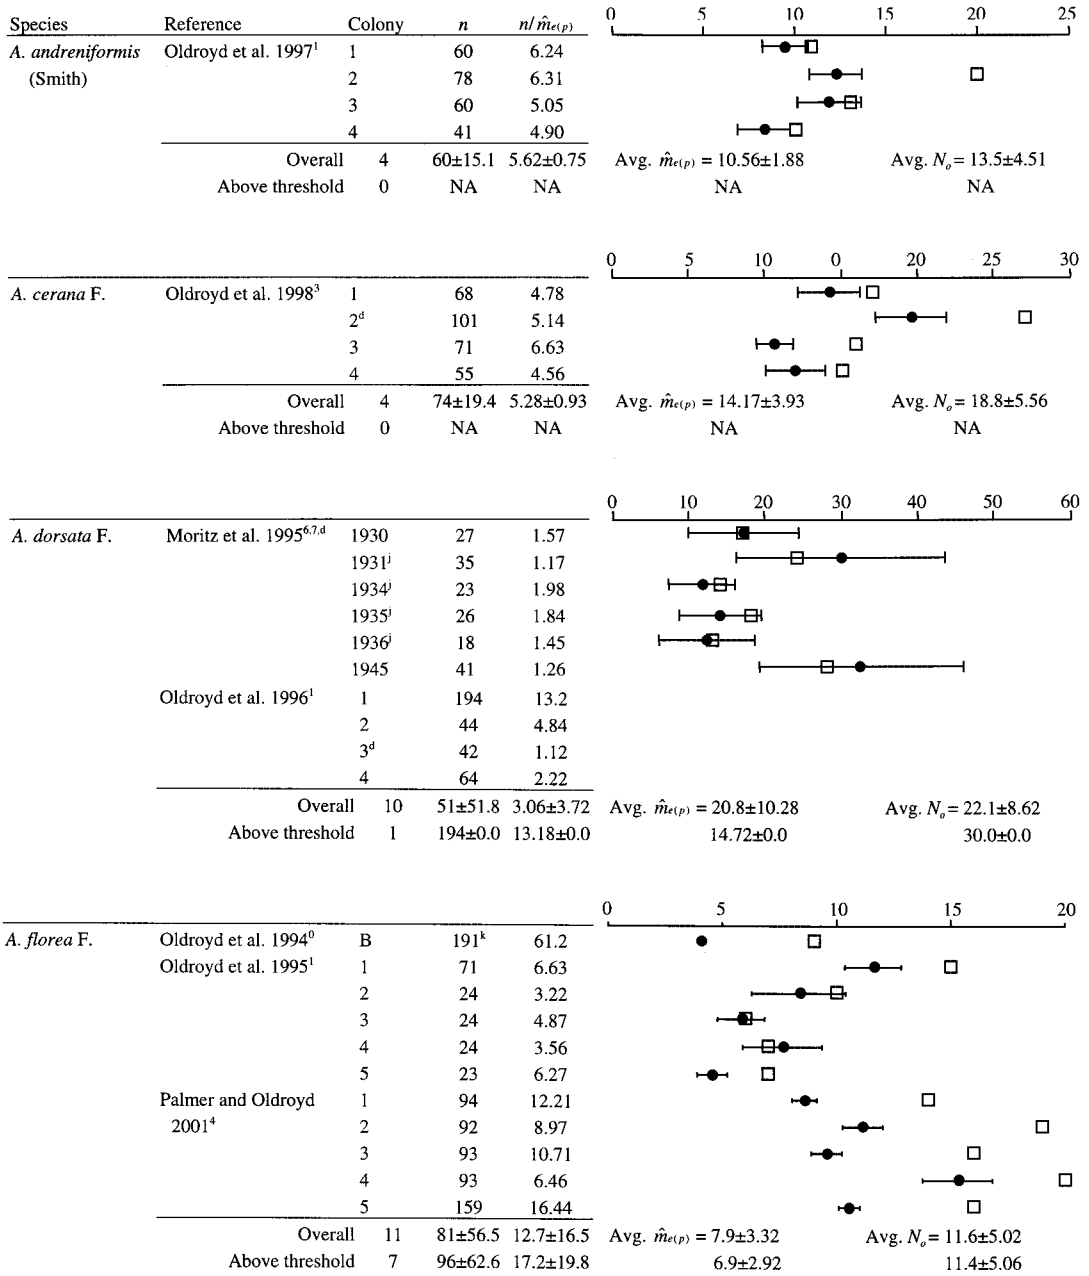 0 5 10 15 20 25
Species Reference Colony n n/m̂e(p)
A. andreniformis Oldroyd et al. 1997¹ 1 60 6.24
(Smith) 2 78 6.31
3 60 5.05
4 41 4.90
Overall 4 60±15.1 5.62±0.75 Avg. m̂e(p) = 10.56±1.88 Avg. Nₒ = 13.5±4.51
Above threshold 0 NA NA NA NA
0 5 10 0 20 25 30
A. cerana F. Oldroyd et al. 1998³ 1 68 4.78
2ᵈ 101 5.14
3 71 6.63
4 55 4.56
Overall 4 74±19.4 5.28±0.93 Avg. m̂e(p) = 14.17±3.93 Avg. Nₒ = 18.8±5.56
Above threshold 0 NA NA NA NA
0 10 20 30 40 50 60
A. dorsata F. Moritz et al. 1995⁶,⁷,ᵈ 1930 27 1.57
1931ʲ 35 1.17
1934ʲ 23 1.98
1935ʲ 26 1.84
1936ʲ 18 1.45
1945 41 1.26
Oldroyd et al. 1996¹ 1 194 13.2
2 44 4.84
3ᵈ 42 1.12
4 64 2.22
Overall 10 51±51.8 3.06±3.72 Avg. m̂e(p) = 20.8±10.28 Avg. Nₒ = 22.1±8.62
Above threshold 1 194±0.0 13.18±0.0 14.72±0.0 30.0±0.0
0 5 10 15 20
A. florea F. Oldroyd et al. 1994⁰ B 191ᵏ 61.2
Oldroyd et al. 1995¹ 1 71 6.63
2 24 3.22
3 24 4.87
4 24 3.56
5 23 6.27
Palmer and Oldroyd 1 94 12.21
2001⁴ 2 92 8.97
3 93 10.71
4 93 6.46
5 159 16.44
Overall 11 81±56.5 12.7±16.5 Avg. m̂e(p) = 7.9±3.32 Avg. Nₒ = 11.6±5.02
Above threshold 7 96±62.6 17.2±19.8 6.9±2.92 11.4±5.06